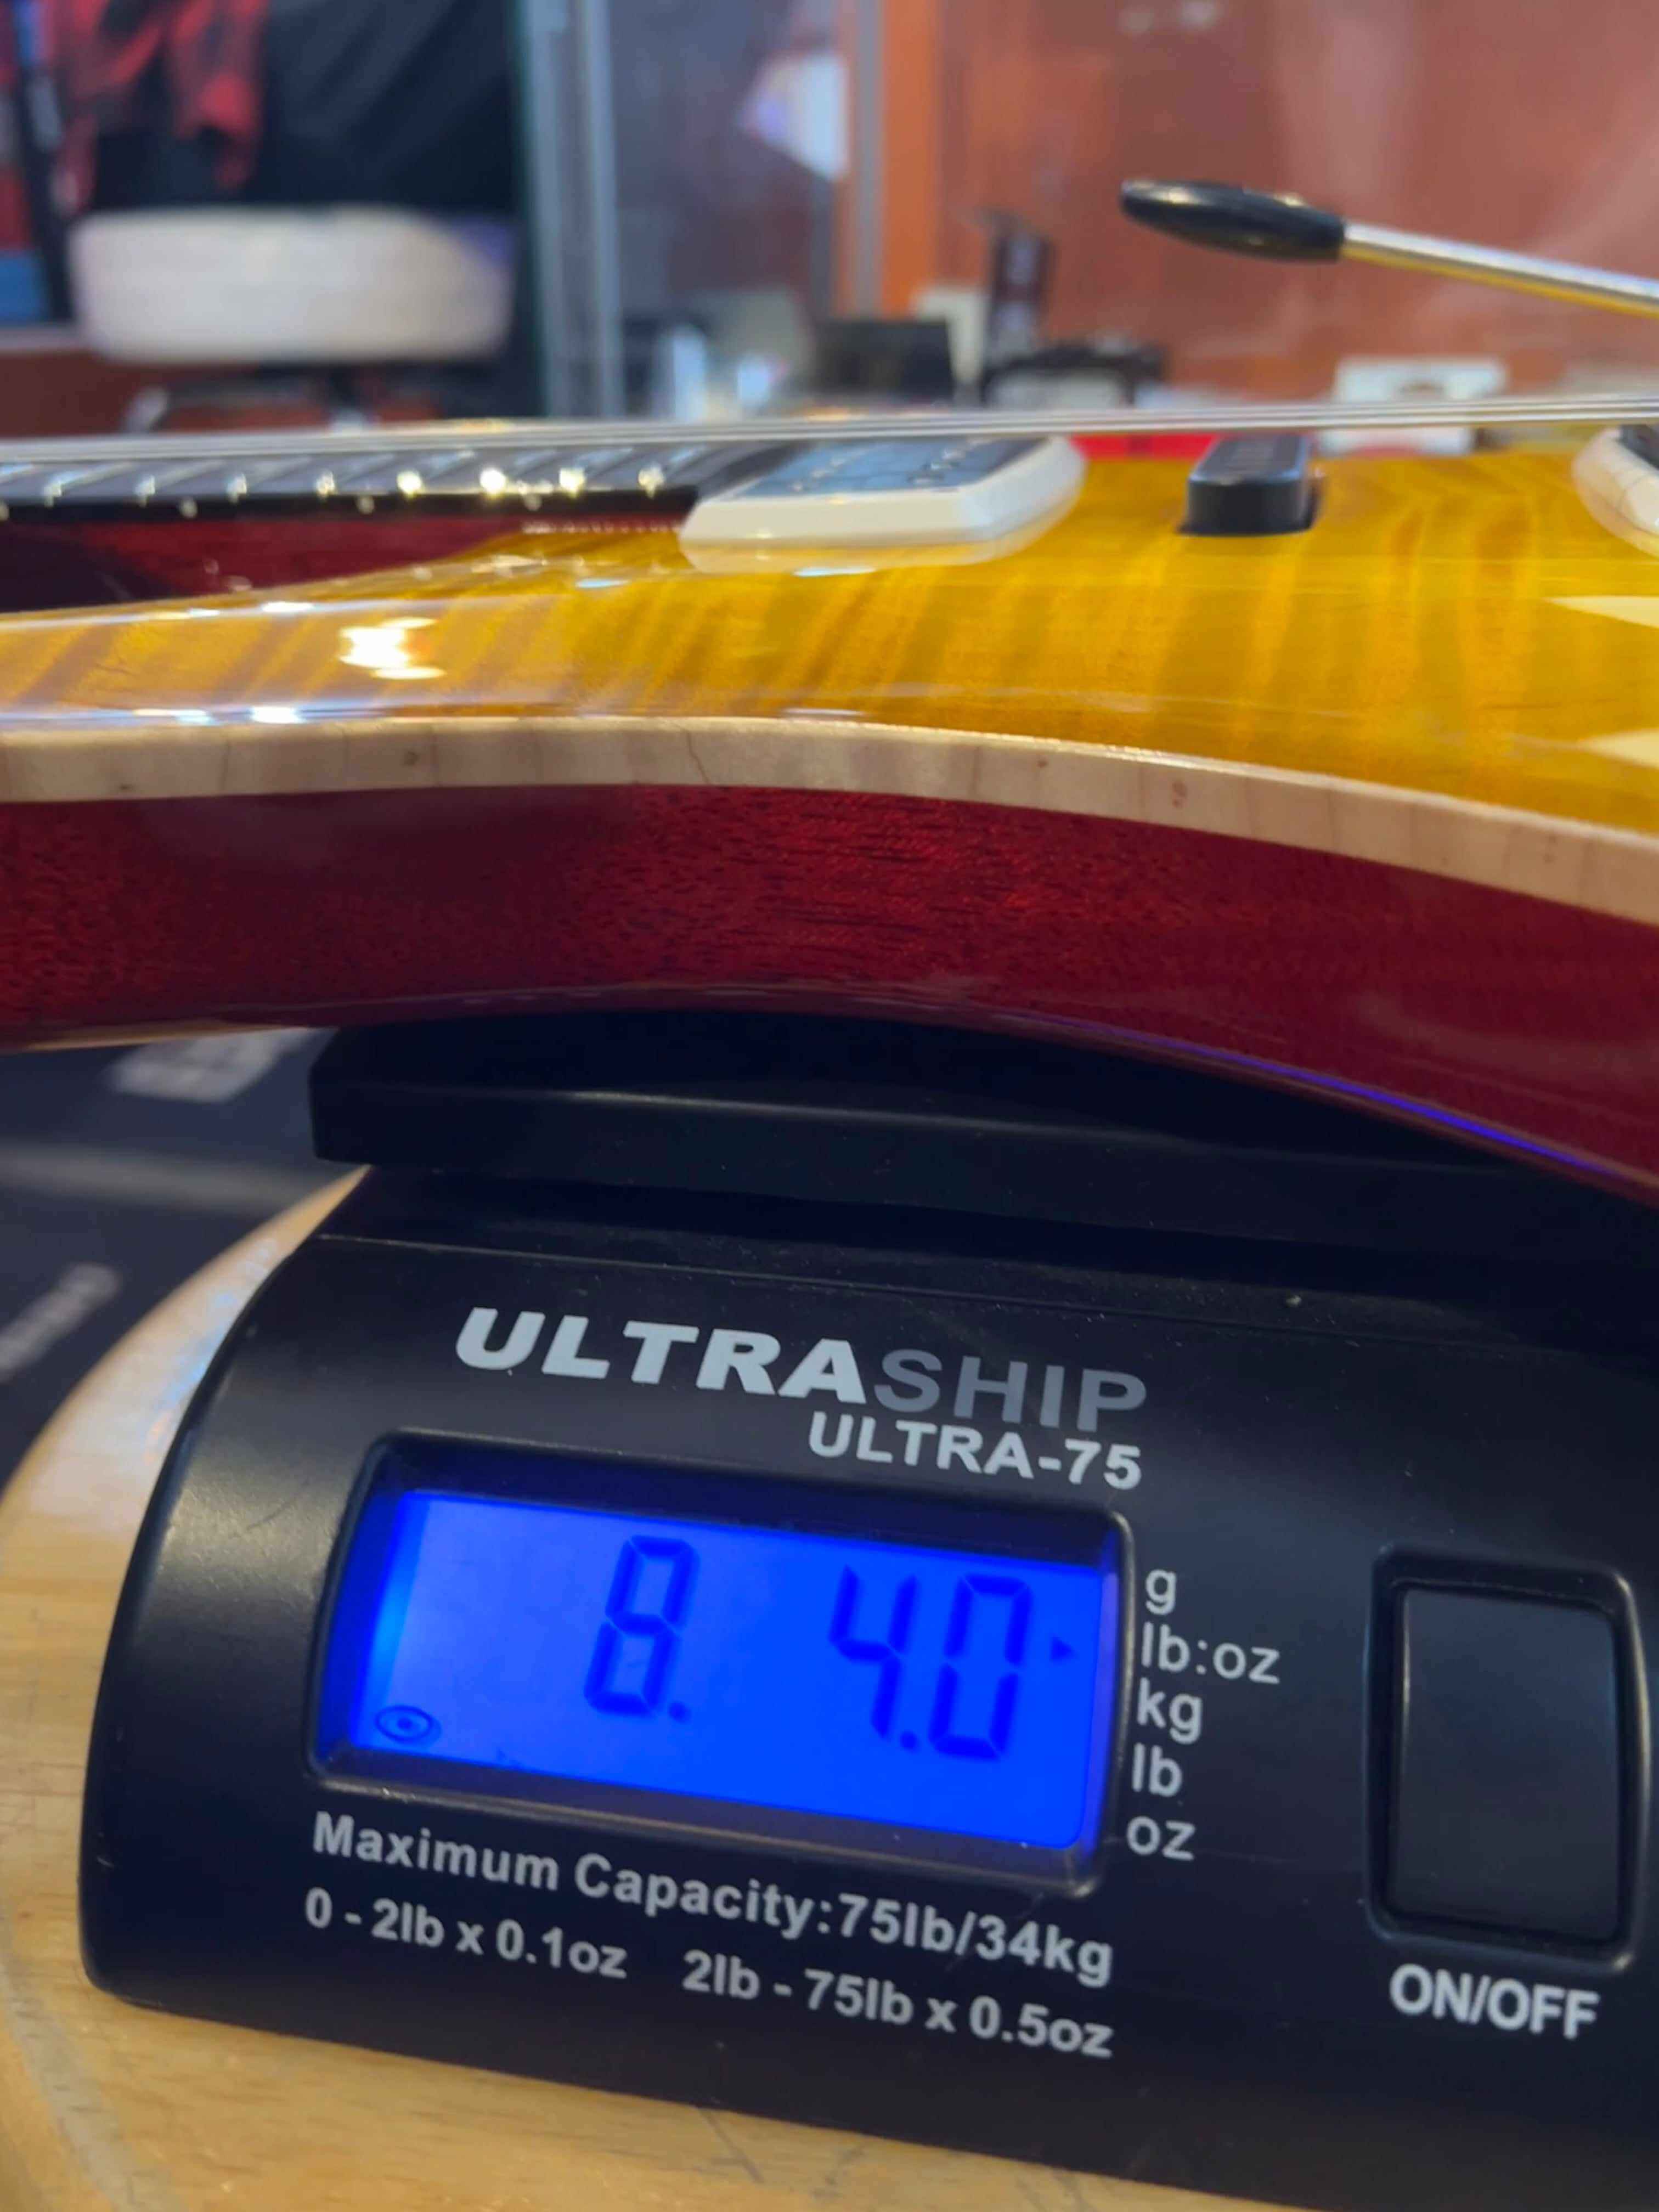 ULTRASHIP
ULTRA-75
8. 4.0
g
lb:oz
kg
lb
oz
Maximum Capacity:75lb/34kg
0 - 2lb x 0.1oz 2lb - 75lb x 0.5oz
ON/OFF